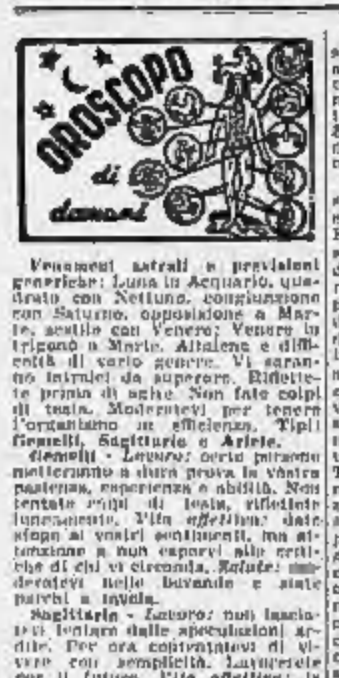 OROSCOPO
di
domani
Fenomeni astrali e previsioni
generiche: Luna in Acquario, qua-
drato con Nettuno, congiunzione
con Saturno, opposizione a Mar-
te, sestile con Venere; Venere in
trigono a Marte. Altalena e diffi-
coltà di vario genere. Vi saran-
no intralci da superare. Riflette-
te prima di agire. Non fate colpi
di testa. Moderatevi per tenere
l'organismo in efficienza. Tipi:
Gemelli, Sagittario e Ariete.
Gemelli - Lavoro: certe persone
metteranno a dura prova la vostra
pazienza, esperienza e abilità. Non
tentate colpi di testa, riflettete
lungamente. Vita affettiva: date
sfogo ai vostri sentimenti, ma at-
tenzione a non esporvi alle criti-
che di chi vi circonda. Salute: mo-
deratevi nelle bevande e siate
parchi a tavola.
Sagittario - Lavoro: non lascia-
tevi tentare dalle speculazioni ar-
dite. Per ora contentatevi di vi-
vere con semplicità. Lavorerete
per il futuro. Vita affettiva: la